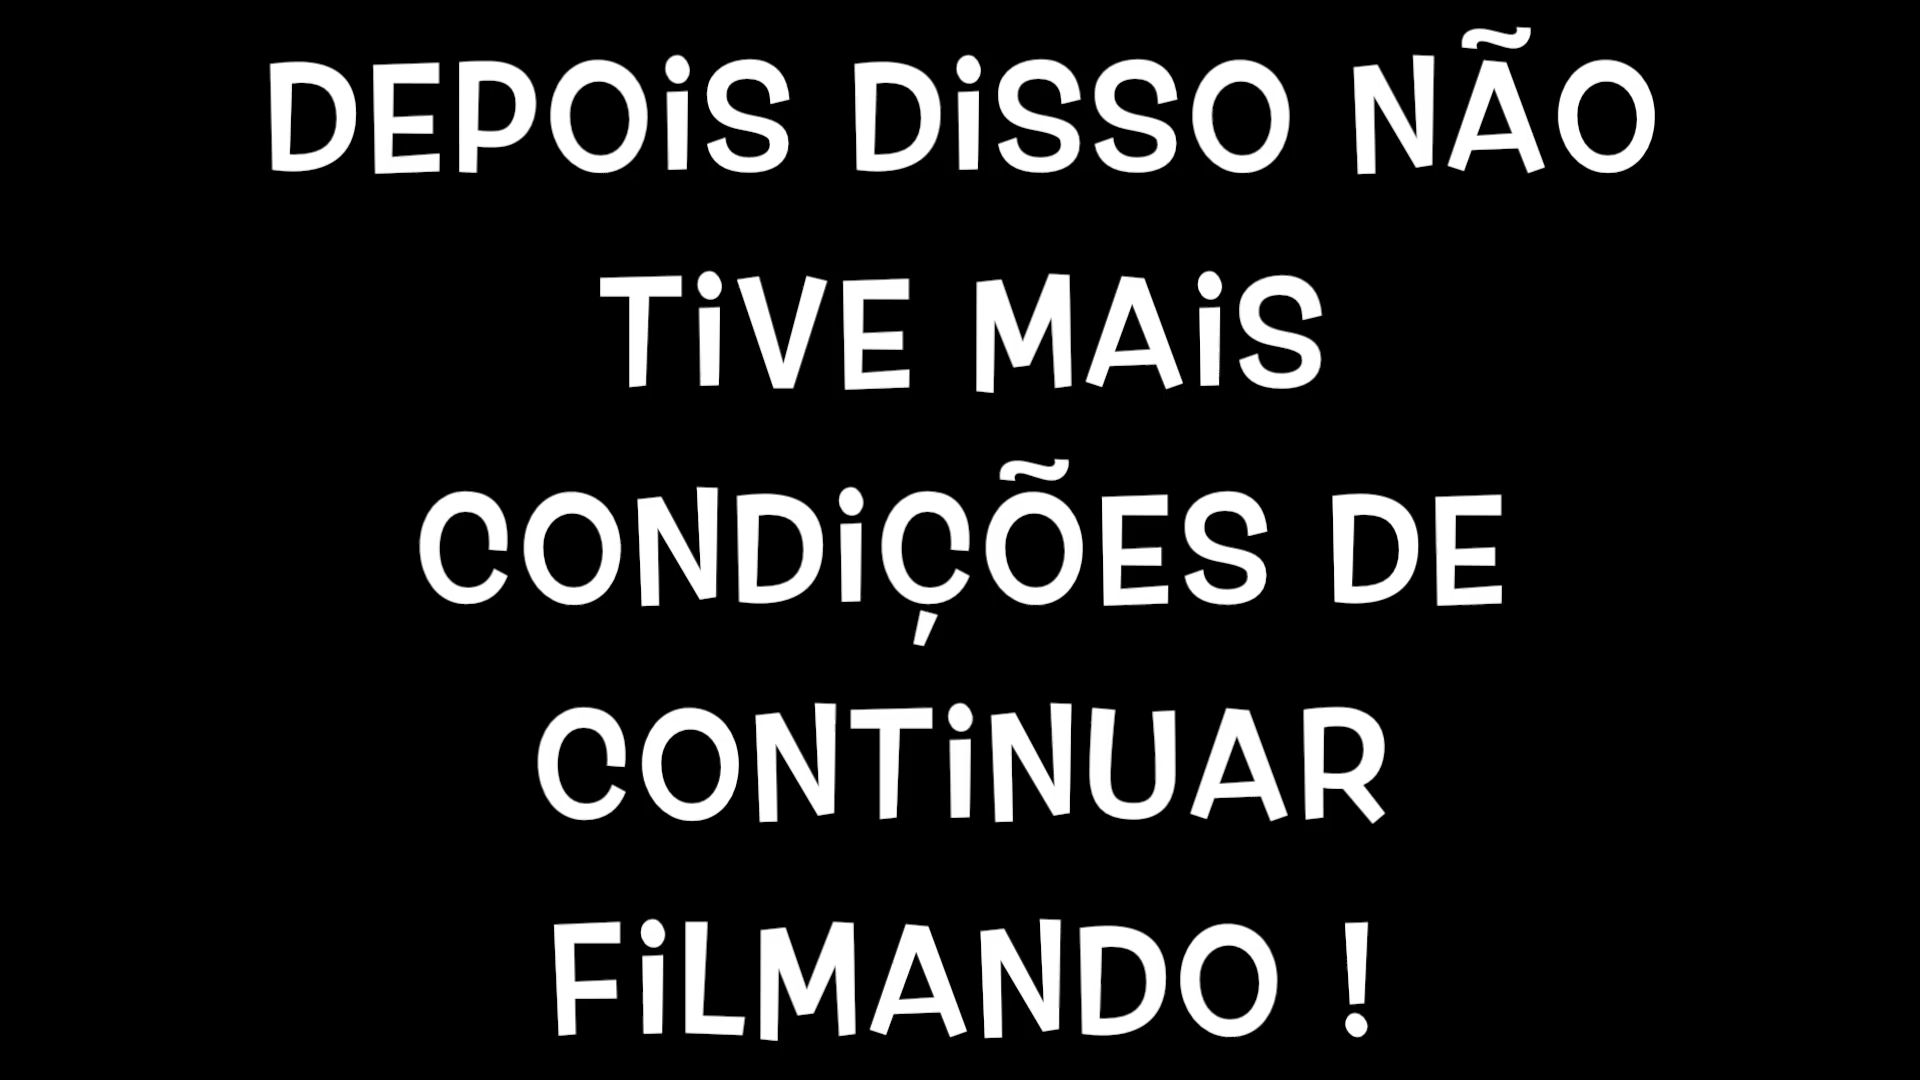 DEPOiS DiSSO NÃO
TiVE MAiS
CONDiÇÕES DE
CONTiNUAR
FiLMANDO !